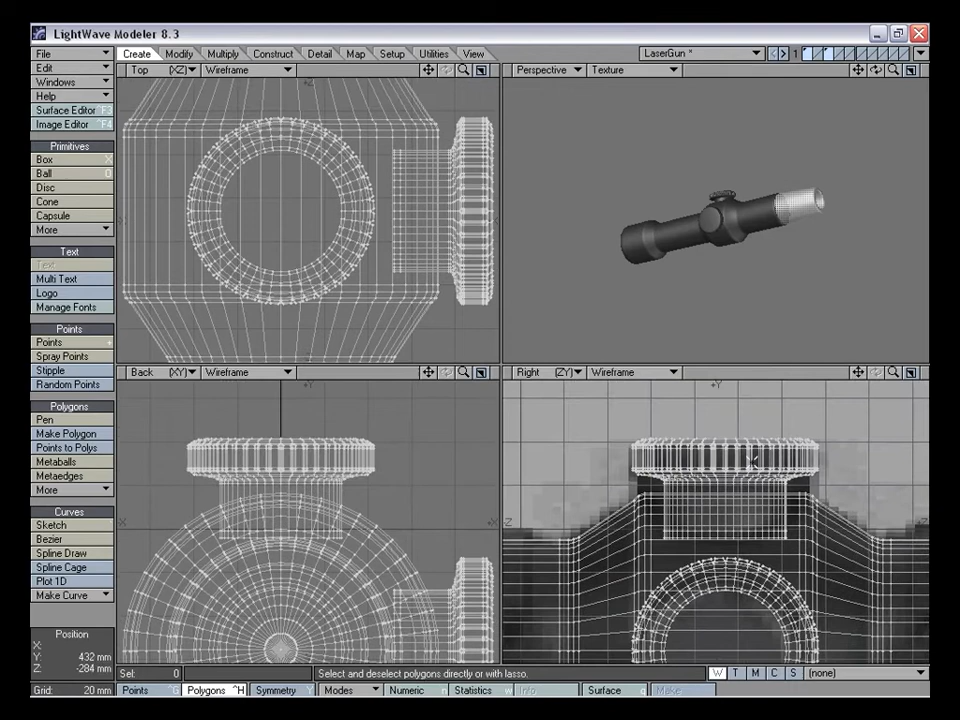 LightWave Modeler 8.3
File
Create Modify Multiply Construct Detail Map Setup Utilities View
LaserGun *
1
Edit
Top (XZ) Wireframe
Perspective Texture
Windows
Help
Surface Editor F3
Image Editor ^F4
Primitives
Box X
Ball O
Disc
Cone
Capsule
More
Text
Text
Multi Text
Logo
Manage Fonts
Points
Points +
Spray Points
Stipple
Random Points
Back (XY) Wireframe
Right (ZY) Wireframe
Polygons
Pen
Make Polygon
Points to Polys
Metaballs
Metaedges
More
Curves
Sketch
Bezier
Spline Draw
Spline Cage
Plot 1D
Make Curve
Position
X:
Y: 432 mm
Z: -284 mm
Sel: 0
Select and deselect polygons directly or with lasso.
W T M C S (none)
Grid: 20 mm
Points ^G Polygons ^H Symmetry Y Modes Numeric n Statistics w Info i Surface q Make